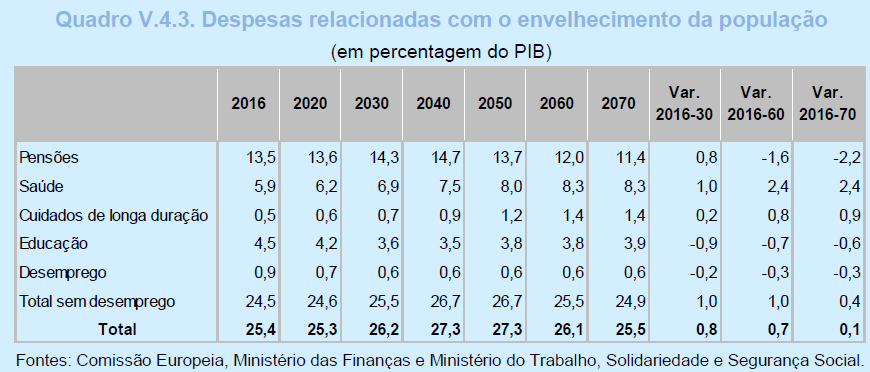 Quadro V.4.3. Despesas relacionadas com o envelhecimento da população
(em percentagem do PIB)
2016 2020 2030 2040 2050 2060 2070 Var. 2016-30 Var. 2016-60 Var. 2016-70
Pensões 13,5 13,6 14,3 14,7 13,7 12,0 11,4 0,8 -1,6 -2,2
Saúde 5,9 6,2 6,9 7,5 8,0 8,3 8,3 1,0 2,4 2,4
Cuidados de longa duração 0,5 0,6 0,7 0,9 1,2 1,4 1,4 0,2 0,8 0,9
Educação 4,5 4,2 3,6 3,5 3,8 3,8 3,9 -0,9 -0,7 -0,6
Desemprego 0,9 0,7 0,6 0,6 0,6 0,6 0,6 -0,2 -0,3 -0,3
Total sem desemprego 24,5 24,6 25,5 26,7 26,7 25,5 24,9 1,0 1,0 0,4
Total 25,4 25,3 26,2 27,3 27,3 26,1 25,5 0,8 0,7 0,1
Fontes: Comissão Europeia, Ministério das Finanças e Ministério do Trabalho, Solidariedade e Segurança Social.